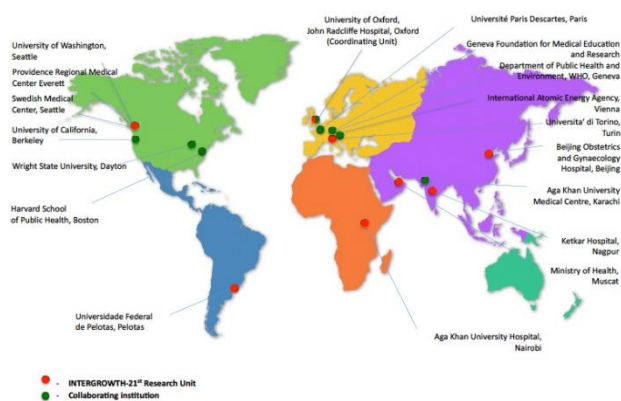 University of Washington,
Seattle
Providence Regional Medical
Center Everett
Swedish Medical
Center, Seattle
University of California,
Berkeley
Wright State University, Dayton
Harvard School
of Public Health, Boston
Universidade Federal
de Pelotas, Pelotas
University of Oxford,
John Radcliffe Hospital, Oxford
(Coordinating Unit)
Université Paris Descartes, Paris
Geneva Foundation for Medical Education
and Research
Department of Public Health and
Environment, WHO, Geneva
International Atomic Energy Agency,
Vienna
Universita' di Torino,
Turin
Beijing Obstetrics
and Gynaecology
Hospital, Beijing
Aga Khan University
Medical Centre, Karachi
Ketkar Hospital,
Nagpur
Ministry of Health,
Muscat
Aga Khan University Hospital,
Nairobi
- INTERGROWTH-21st Research Unit
- Collaborating institution